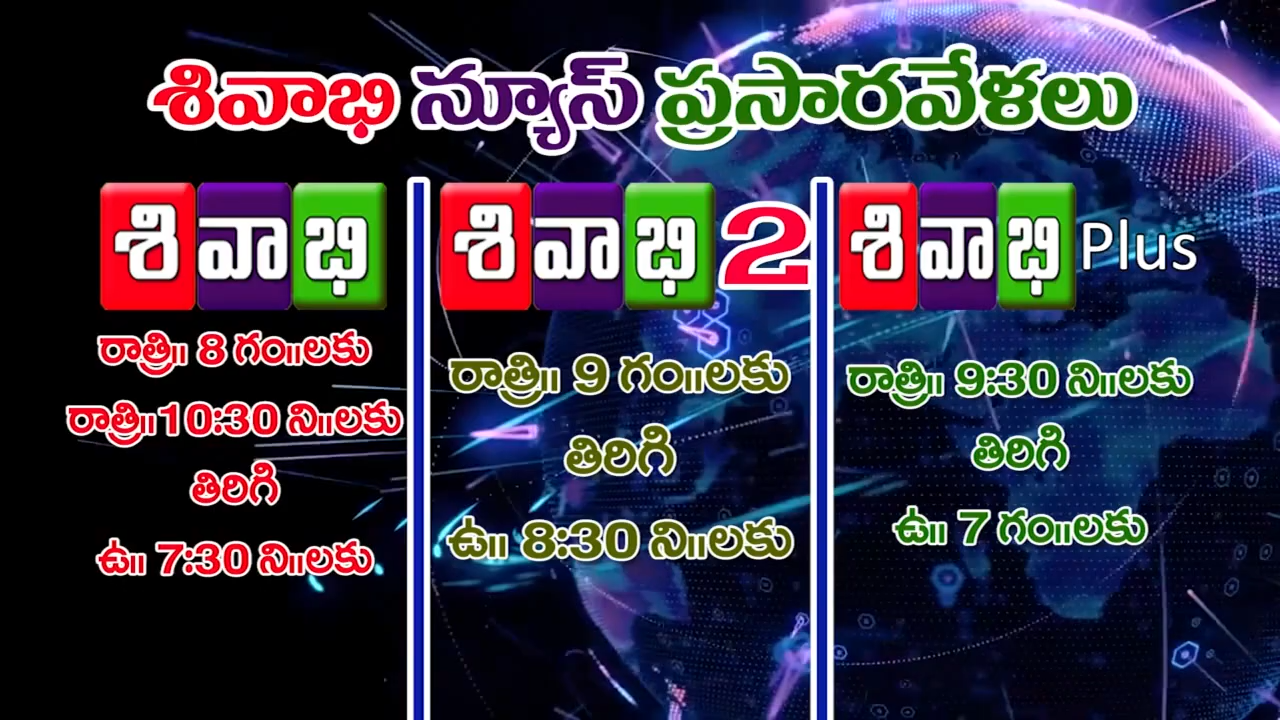 శివాభి న్యూస్ ప్రసారవేళలు
శివాభి
రాత్రి॥ 8 గం॥లకు
రాత్రి॥10:30 ని॥లకు
తిరిగి
ఉ॥ 7:30 ని॥లకు
శివాభి 2
రాత్రి॥ 9 గం॥లకు
తిరిగి
ఉ॥ 8:30 ని॥లకు
శివాభి Plus
రాత్రి॥ 9:30 ని॥లకు
తిరిగి
ఉ॥ 7 గం॥లకు